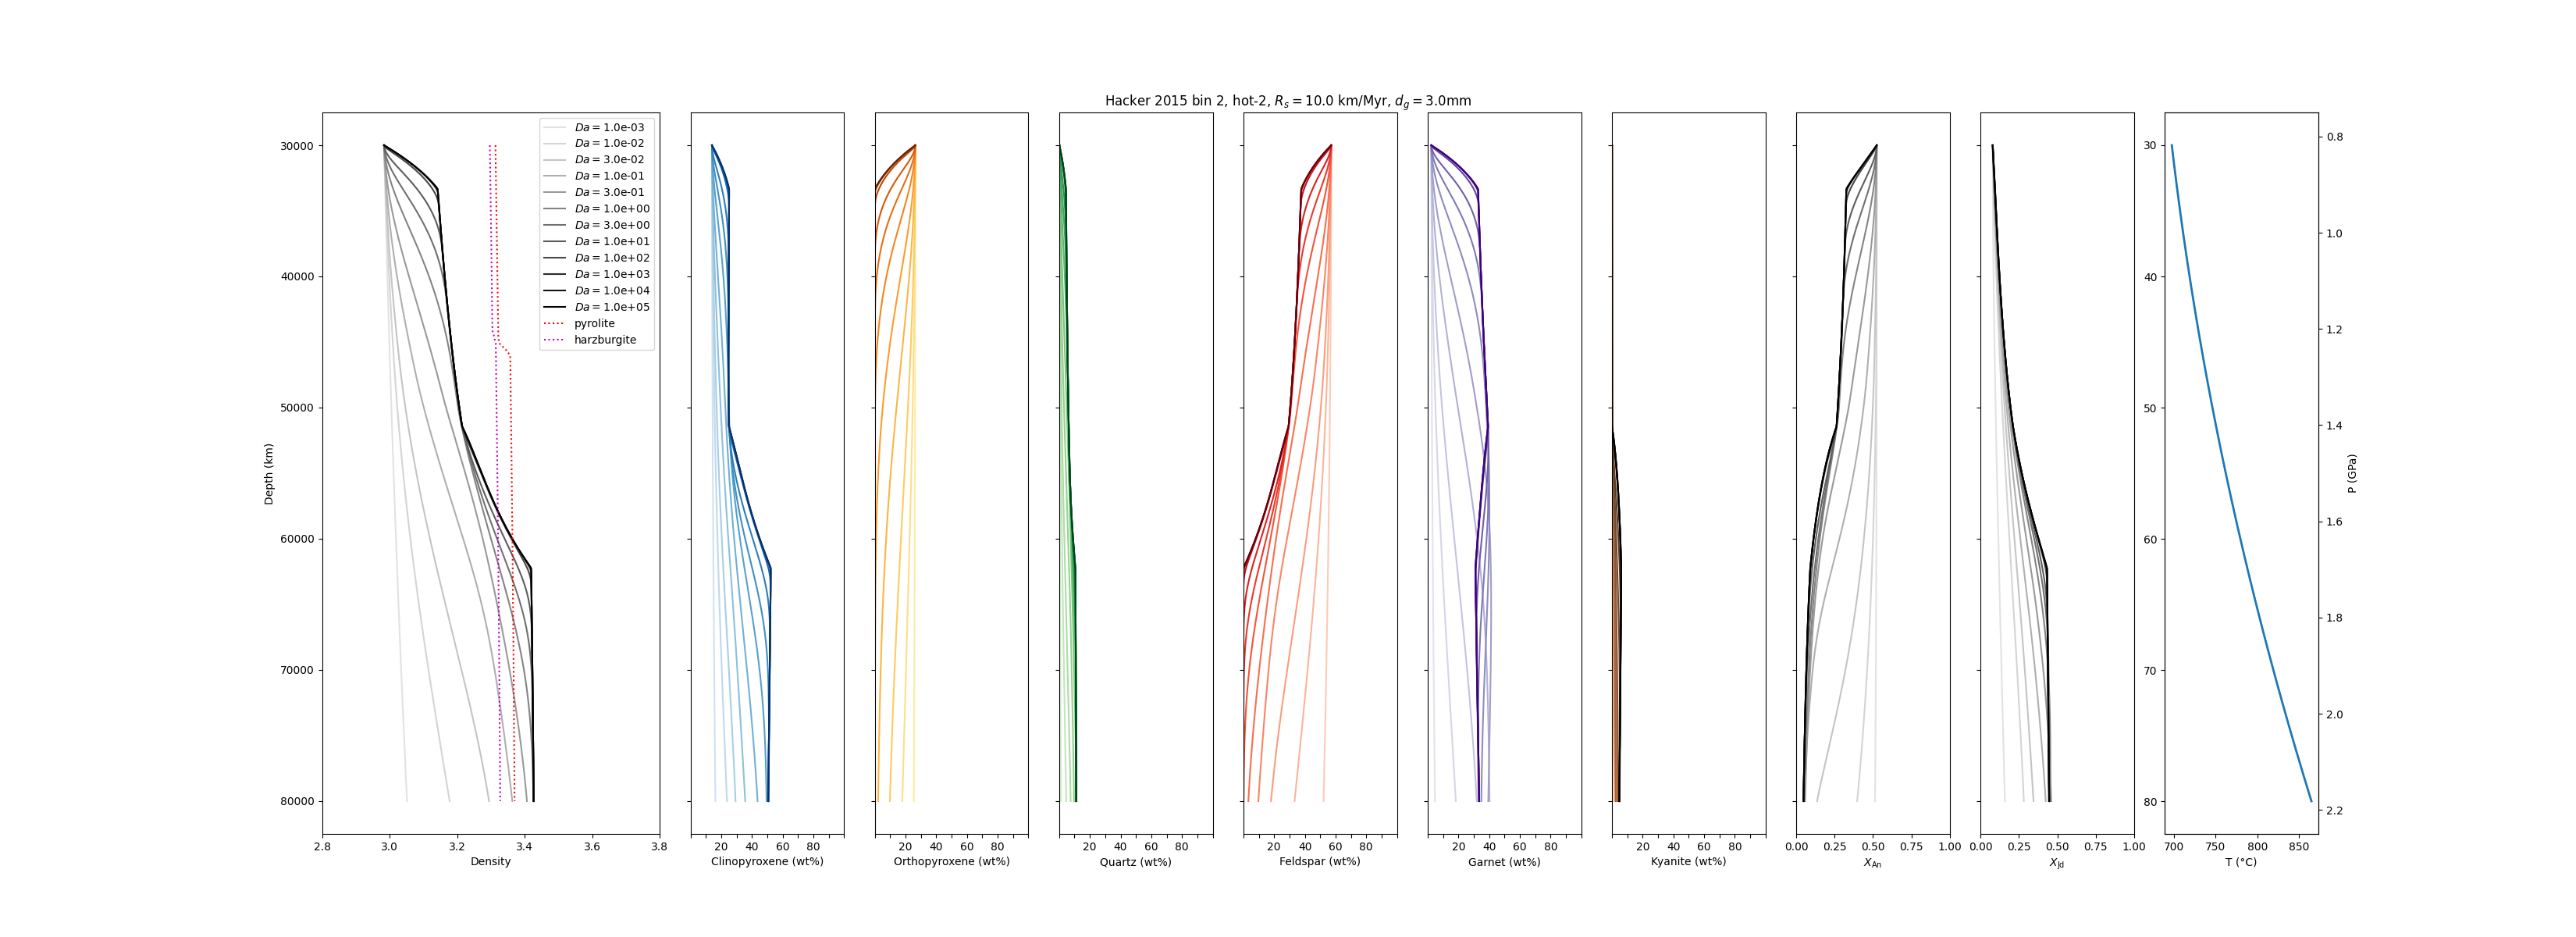 Hacker 2015 bin 2, hot-2, R_s = 10.0 km/Myr, d_g = 3.0mm
Da = 1.0e-03
Da = 1.0e-02
Da = 3.0e-02
Da = 1.0e-01
Da = 3.0e-01
Da = 1.0e+00
Da = 3.0e+00
Da = 1.0e+01
Da = 1.0e+02
Da = 1.0e+03
Da = 1.0e+04
Da = 1.0e+05
pyrolite
harzburgite
Depth (km)
30000
40000
50000
60000
70000
80000
2.8 3.0 3.2 3.4 3.6 3.8
Density
20 40 60 80
Clinopyroxene (wt%)
20 40 60 80
Orthopyroxene (wt%)
20 40 60 80
Quartz (wt%)
20 40 60 80
Feldspar (wt%)
20 40 60 80
Garnet (wt%)
20 40 60 80
Kyanite (wt%)
0.00 0.25 0.50 0.75 1.00
X_An
0.00 0.25 0.50 0.75 1.00
X_Jd
30
40
50
60
70
80
700 750 800 850
T (°C)
0.8
1.0
1.2
1.4
1.6
1.8
2.0
2.2
P (GPa)